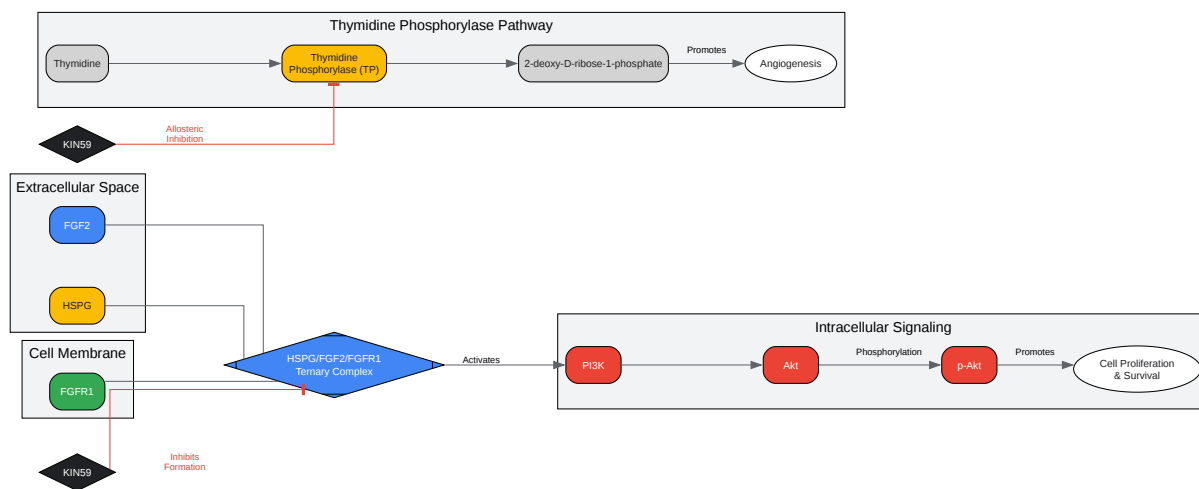 Thymidine Phosphorylase Pathway
Thymidine
Thymidine
Phosphorylase (TP)
2-deoxy-D-ribose-1-phosphate
Promotes
Angiogenesis
KIN59
Allosteric
Inhibition
Extracellular Space
FGF2
HSPG
Cell Membrane
FGFR1
HSPG/FGF2/FGFR1
Ternary Complex
Activates
Intracellular Signaling
PI3K
Akt
Phosphorylation
p-Akt
Promotes
Cell Proliferation
& Survival
KIN59
Inhibits
Formation